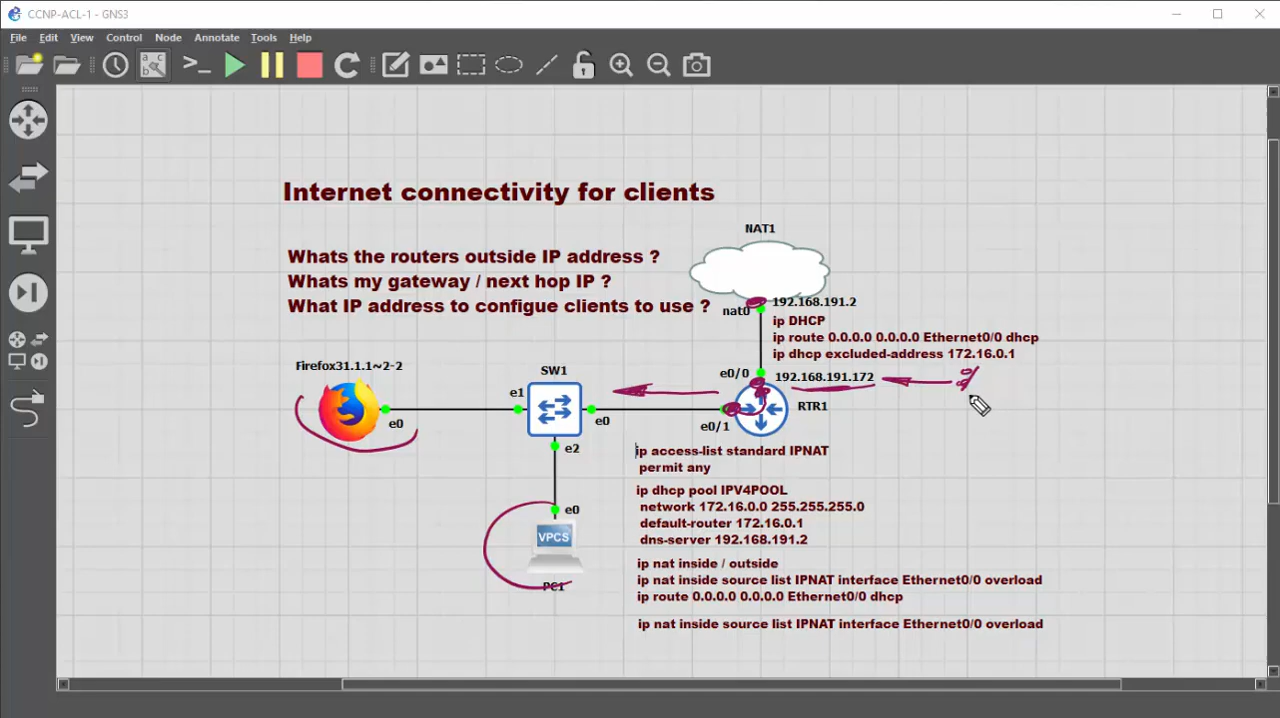 CCNP-ACL-1 - GNS3
File Edit View Control Node Annotate Tools Help
Internet connectivity for clients
Whats the routers outside IP address ?
Whats my gateway / next hop IP ?
What IP address to configue clients to use ?
NAT1
nat0
192.168.191.2
ip DHCP
ip route 0.0.0.0 0.0.0.0 Ethernet0/0 dhcp
ip dhcp excluded-address 172.16.0.1
Firefox31.1.1~2-2
e0
SW1
e1
e0
e2
e0/0
192.168.191.172
RTR1
e0/1
e0
VPCS
PC1
ip access-list standard IPNAT
permit any
ip dhcp pool IPV4POOL
network 172.16.0.0 255.255.255.0
default-router 172.16.0.1
dns-server 192.168.191.2
ip nat inside / outside
ip nat inside source list IPNAT interface Ethernet0/0 overload
ip route 0.0.0.0 0.0.0.0 Ethernet0/0 dhcp
ip nat inside source list IPNAT interface Ethernet0/0 overload